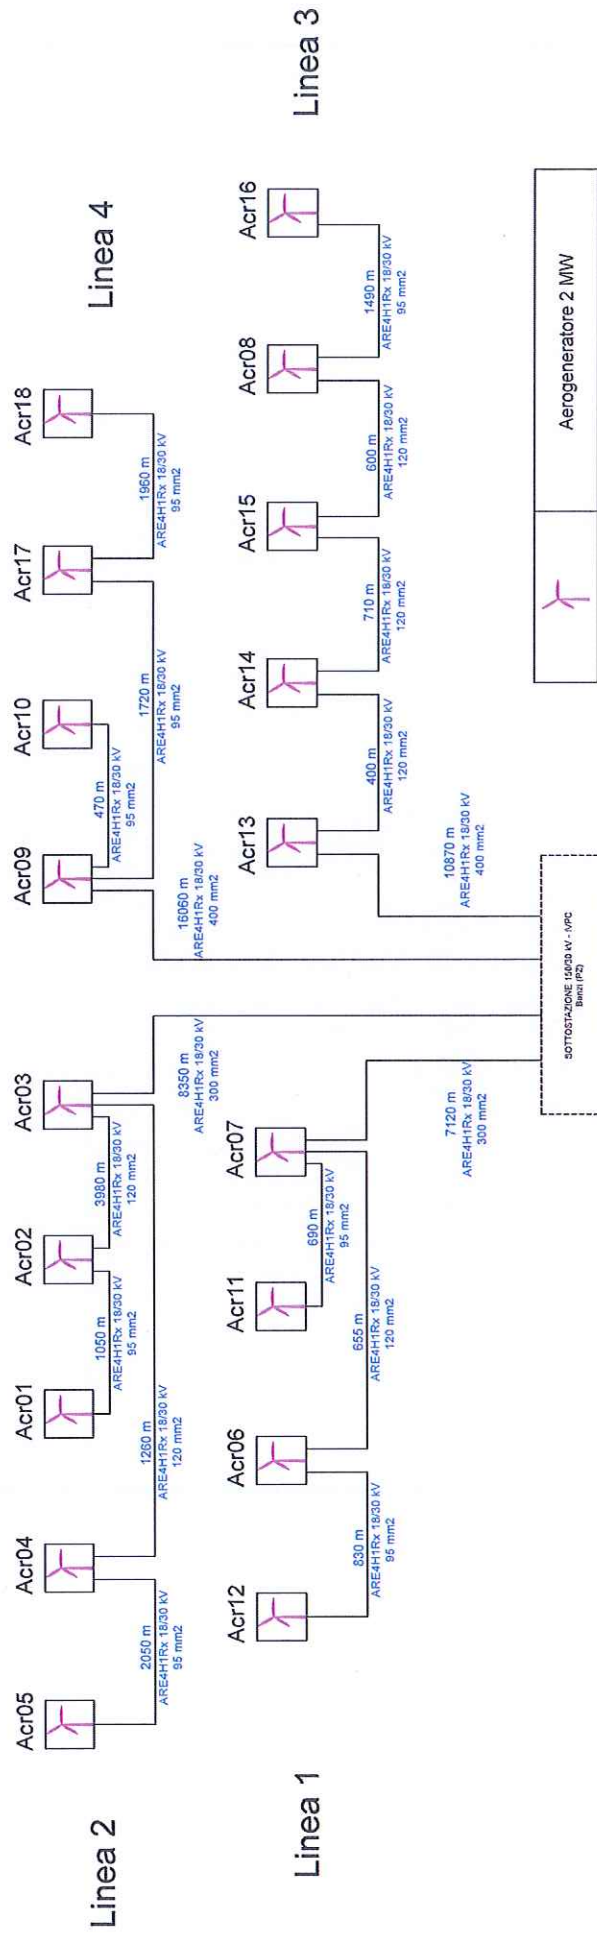 Linea 2
Acr05
2050 m
ARE4H1Rx 18/30 kV
95 mm2
Acr04
1260 m
ARE4H1Rx 18/30 kV
120 mm2
Acr01
1050 m
ARE4H1Rx 18/30 kV
95 mm2
Acr02
3980 m
ARE4H1Rx 18/30 kV
120 mm2
Acr03
8350 m
ARE4H1Rx 18/30 kV
300 mm2
Acr09
16060 m
ARE4H1Rx 18/30 kV
400 mm2
470 m
ARE4H1Rx 18/30 kV
95 mm2
Acr10
1720 m
ARE4H1Rx 18/30 kV
95 mm2
Acr17
1960 m
ARE4H1Rx 18/30 kV
95 mm2
Acr18
Linea 4
Linea 1
Acr12
830 m
ARE4H1Rx 18/30 kV
95 mm2
Acr06
655 m
ARE4H1Rx 18/30 kV
120 mm2
Acr11
690 m
ARE4H1Rx 18/30 kV
95 mm2
Acr07
7120 m
ARE4H1Rx 18/30 kV
300 mm2
10870 m
ARE4H1Rx 18/30 kV
400 mm2
Acr13
400 m
ARE4H1Rx 18/30 kV
120 mm2
Acr14
710 m
ARE4H1Rx 18/30 kV
120 mm2
Acr15
600 m
ARE4H1Rx 18/30 kV
120 mm2
Acr08
1490 m
ARE4H1Rx 18/30 kV
95 mm2
Acr16
Linea 3
SOTTOSTAZIONE 150/30 kV - IVPC
Banzi (PZ)
Aerogeneratore 2 MW